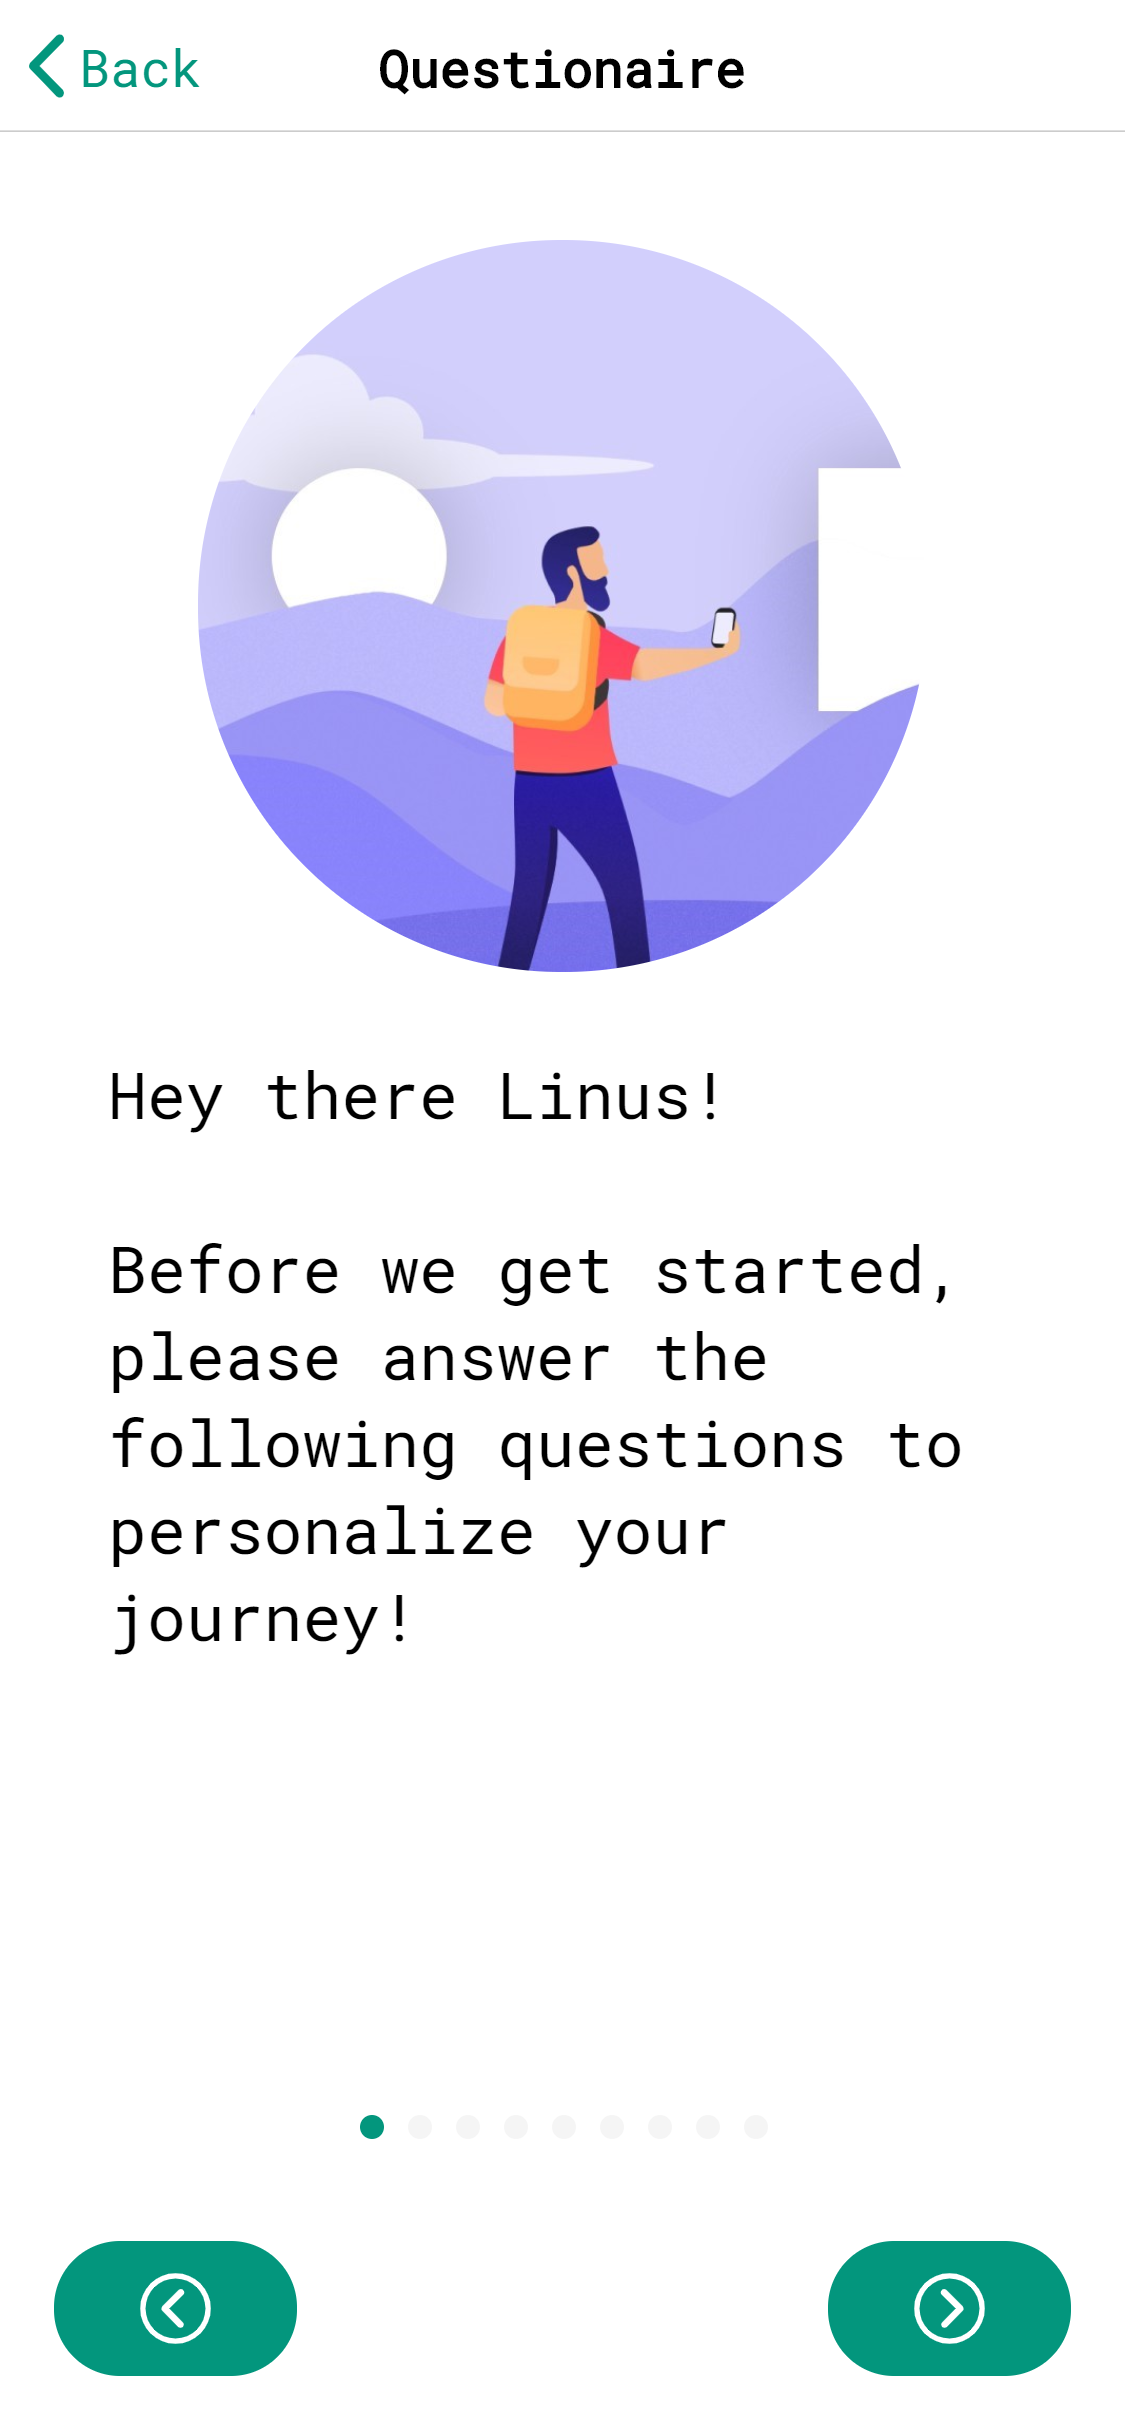 Back
Questionaire
Hey there Linus!
Before we get started,
please answer the
following questions to
personalize your
journey!